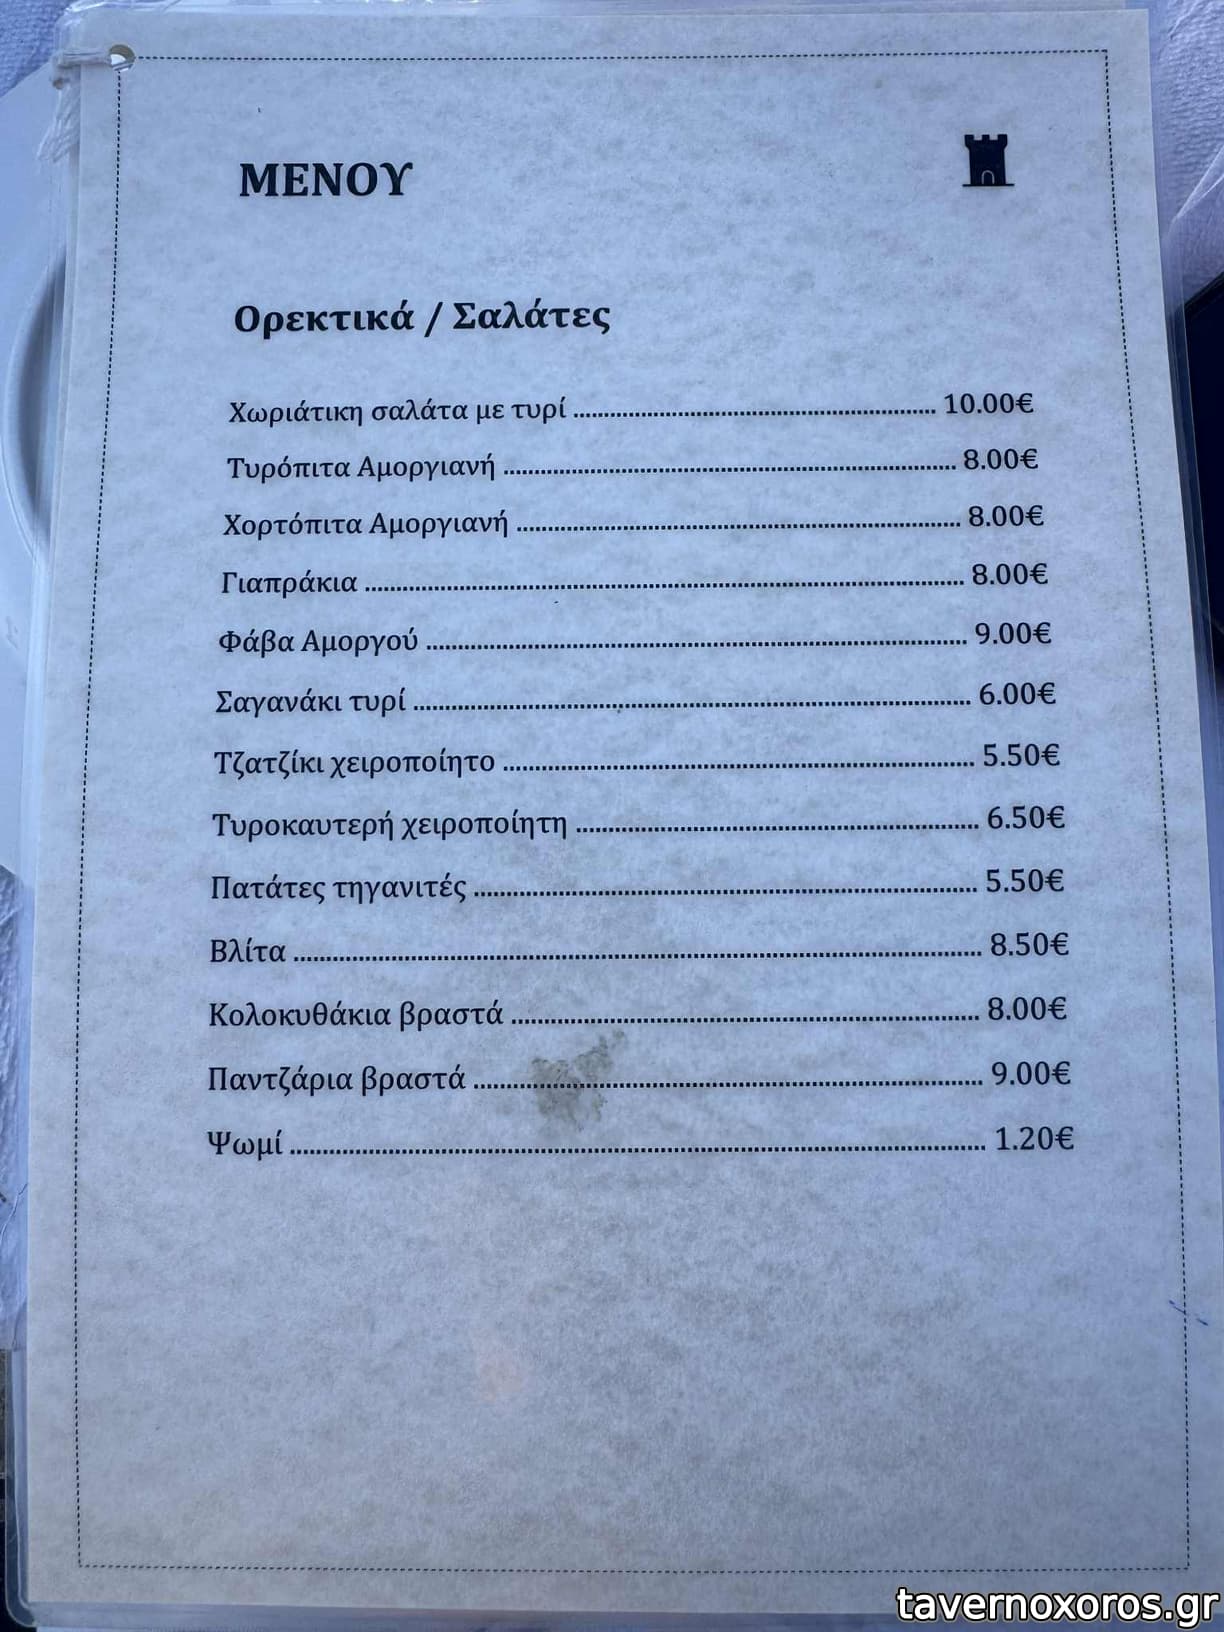 ΜΕΝΟΥ
Ορεκτικά / Σαλάτες
Χωριάτικη σαλάτα με τυρί ........................................................ 10.00€
Τυρόπιτα Αμοργιανή ..................................................................... 8.00€
Χορτόπιτα Αμοργιανή ................................................................... 8.00€
Γιαπράκια ......................................................................................... 8.00€
Φάβα Αμοργού ................................................................................ 9.00€
Σαγανάκι τυρί .................................................................................. 6.00€
Τζατζίκι χειροποίητο ..................................................................... 5.50€
Τυροκαυτερή χειροποίητη ........................................................... 6.50€
Πατάτες τηγανιτές ......................................................................... 5.50€
Βλίτα .................................................................................................. 8.50€
Κολοκυθάκια βραστά .................................................................... 8.00€
Παντζάρια βραστά ......................................................................... 9.00€
Ψωμί ................................................................................................... 1.20€
tavernoxoros.gr